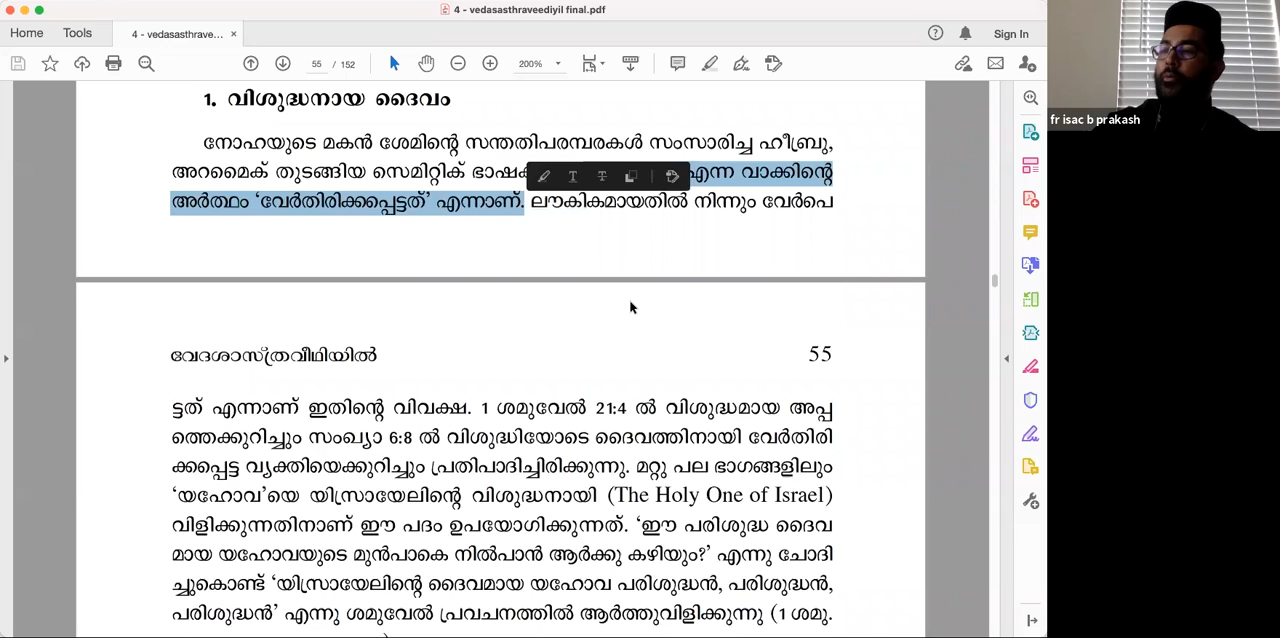 4 - vedasasthraveediyil final.pdf
Home Tools 4 - vedasasthrave... × Sign In
55 / 152 200%
fr isac b prakash
1. വിശുദ്ധനായ ദൈവം
നോഹയുടെ മകൻ ശേമിന്റെ സന്തതിപരമ്പരകൾ സംസാരിച്ച ഹീബ്രു,
അറമൈക് തുടങ്ങിയ സെമിറ്റിക് ഭാഷക എന്ന വാക്കിന്റെ
അർത്ഥം ‘വേർതിരിക്കപ്പെട്ടത്’ എന്നാണ്. ലൗകികമായതിൽ നിന്നും വേർപെ
വേദശാസ്ത്രവീഥിയിൽ 55
ട്ടത് എന്നാണ് ഇതിന്റെ വിവക്ഷ. 1 ശമുവേൽ 21:4 ൽ വിശുദ്ധമായ അപ്പ
ത്തെക്കുറിച്ചും സംഖ്യാ 6:8 ൽ വിശുദ്ധിയോടെ ദൈവത്തിനായി വേർതിരി
ക്കപ്പെട്ട വ്യക്തിയെക്കുറിച്ചും പ്രതിപാദിച്ചിരിക്കുന്നു. മറ്റു പല ഭാഗങ്ങളിലും
‘യഹോവ’യെ യിസ്രായേലിന്റെ വിശുദ്ധനായി (The Holy One of Israel)
വിളിക്കുന്നതിനാണ് ഈ പദം ഉപയോഗിക്കുന്നത്. ‘ഈ പരിശുദ്ധ ദൈവ
മായ യഹോവയുടെ മുൻപാകെ നിൽപാൻ ആർക്കു കഴിയും?’ എന്നു ചോദി
ച്ചുകൊണ്ട് ‘യിസ്രായേലിന്റെ ദൈവമായ യഹോവ പരിശുദ്ധൻ, പരിശുദ്ധൻ,
പരിശുദ്ധൻ’ എന്നു ശമുവേൽ പ്രവചനത്തിൽ ആർത്തുവിളിക്കുന്നു (1 ശമു.